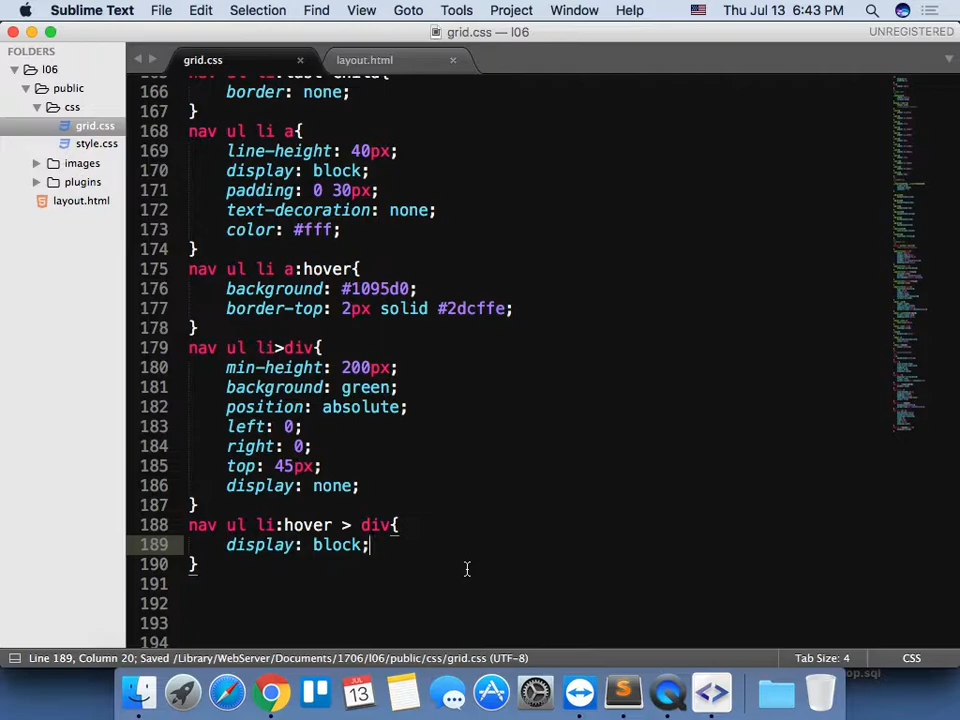 Sublime Text File Edit Selection Find View Goto Tools Project Window Help Thu Jul 13 6:43 PM
grid.css — l06 UNREGISTERED
FOLDERS
l06
public
css
grid.css
style.css
images
plugins
layout.html
grid.css × layout.html ×
166 border: none;
167 }
168 nav ul li a{
169 line-height: 40px;
170 display: block;
171 padding: 0 30px;
172 text-decoration: none;
173 color: #fff;
174 }
175 nav ul li a:hover{
176 background: #1095d0;
177 border-top: 2px solid #2dcffe;
178 }
179 nav ul li>div{
180 min-height: 200px;
181 background: green;
182 position: absolute;
183 left: 0;
184 right: 0;
185 top: 45px;
186 display: none;
187 }
188 nav ul li:hover > div{
189 display: block;
190 }
191
192
193
194
Line 189, Column 20; Saved /Library/WebServer/Documents/1706/l06/public/css/grid.css (UTF-8) Tab Size: 4 CSS
JUL
13